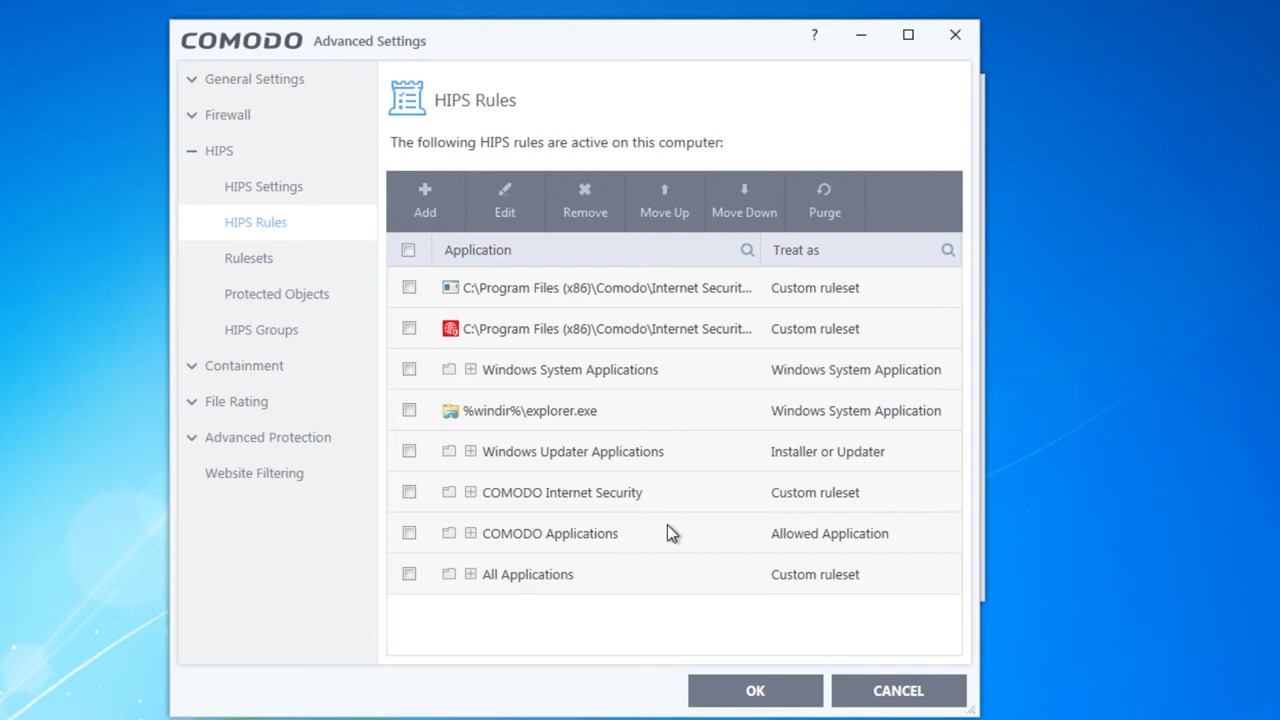 COMODO Advanced Settings
?
General Settings
Firewall
HIPS
HIPS Settings
HIPS Rules
Rulesets
Protected Objects
HIPS Groups
Containment
File Rating
Advanced Protection
Website Filtering
HIPS Rules
The following HIPS rules are active on this computer:
Add Edit Remove Move Up Move Down Purge
Application Treat as
C:\Program Files (x86)\Comodo\Internet Securit... Custom ruleset
C:\Program Files (x86)\Comodo\Internet Securit... Custom ruleset
Windows System Applications Windows System Application
%windir%\explorer.exe Windows System Application
Windows Updater Applications Installer or Updater
COMODO Internet Security Custom ruleset
COMODO Applications Allowed Application
All Applications Custom ruleset
OK CANCEL